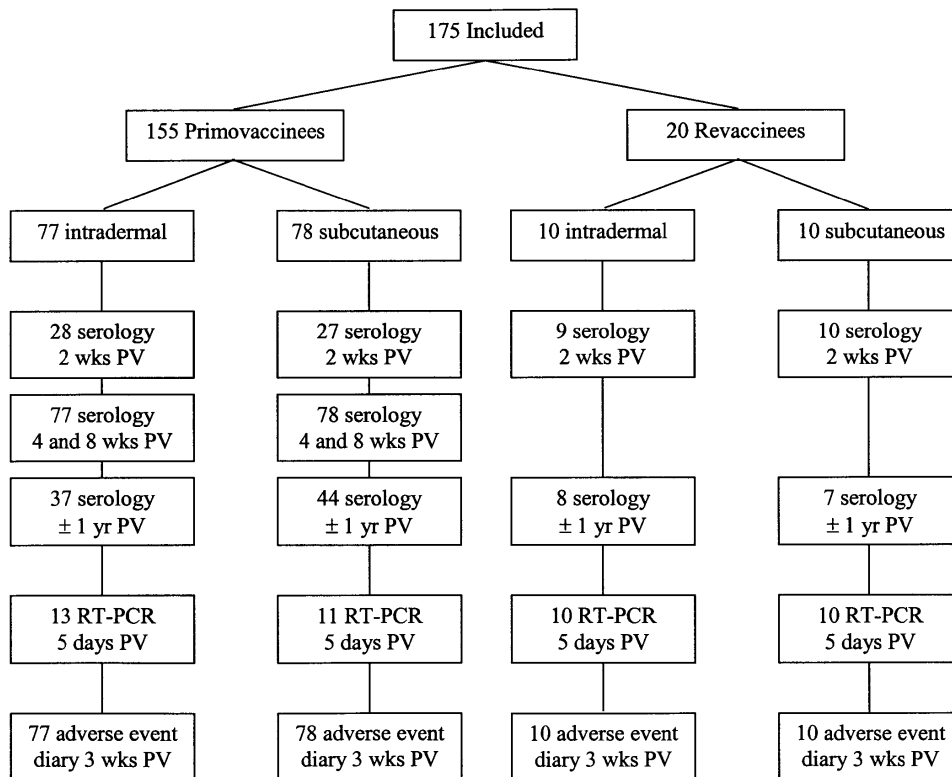 175 Included
155 Primovaccinees
20 Revaccinees
77 intradermal
78 subcutaneous
10 intradermal
10 subcutaneous
28 serology
2 wks PV
27 serology
2 wks PV
9 serology
2 wks PV
10 serology
2 wks PV
77 serology
4 and 8 wks PV
78 serology
4 and 8 wks PV
37 serology
± 1 yr PV
44 serology
± 1 yr PV
8 serology
± 1 yr PV
7 serology
± 1 yr PV
13 RT-PCR
5 days PV
11 RT-PCR
5 days PV
10 RT-PCR
5 days PV
10 RT-PCR
5 days PV
77 adverse event
diary 3 wks PV
78 adverse event
diary 3 wks PV
10 adverse event
diary 3 wks PV
10 adverse event
diary 3 wks PV